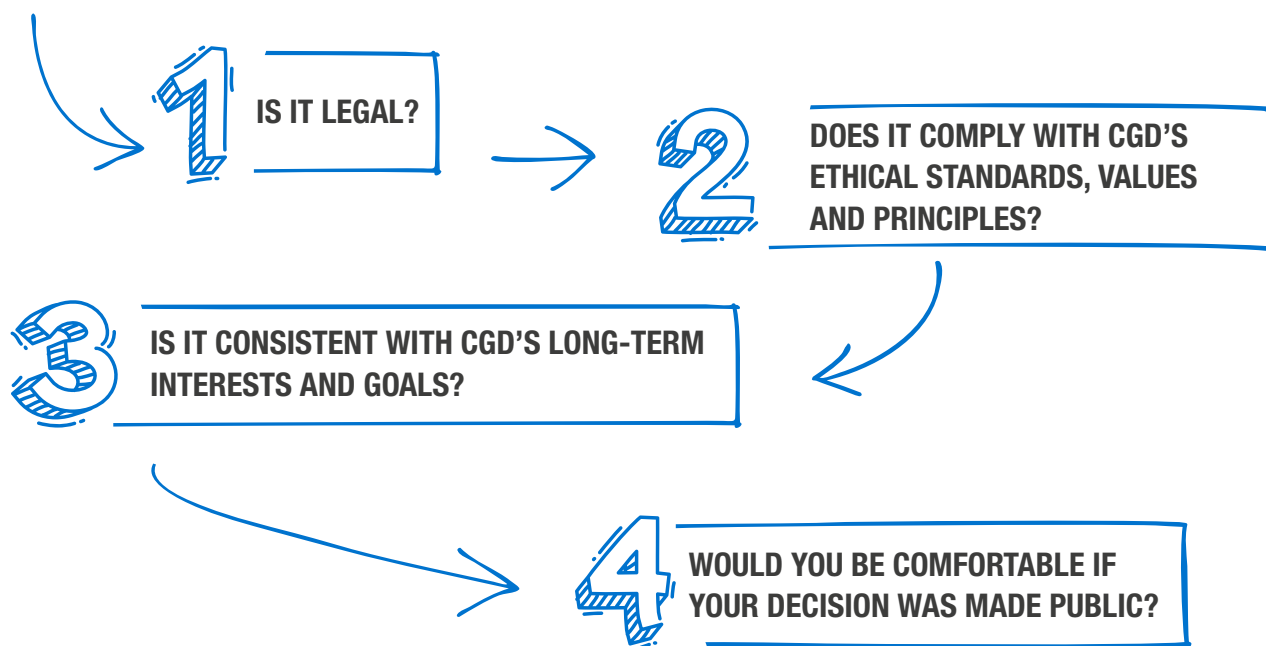 1
IS IT LEGAL?
2
DOES IT COMPLY WITH CGD'S
ETHICAL STANDARDS, VALUES
AND PRINCIPLES?
3
IS IT CONSISTENT WITH CGD'S LONG-TERM
INTERESTS AND GOALS?
4
WOULD YOU BE COMFORTABLE IF
YOUR DECISION WAS MADE PUBLIC?